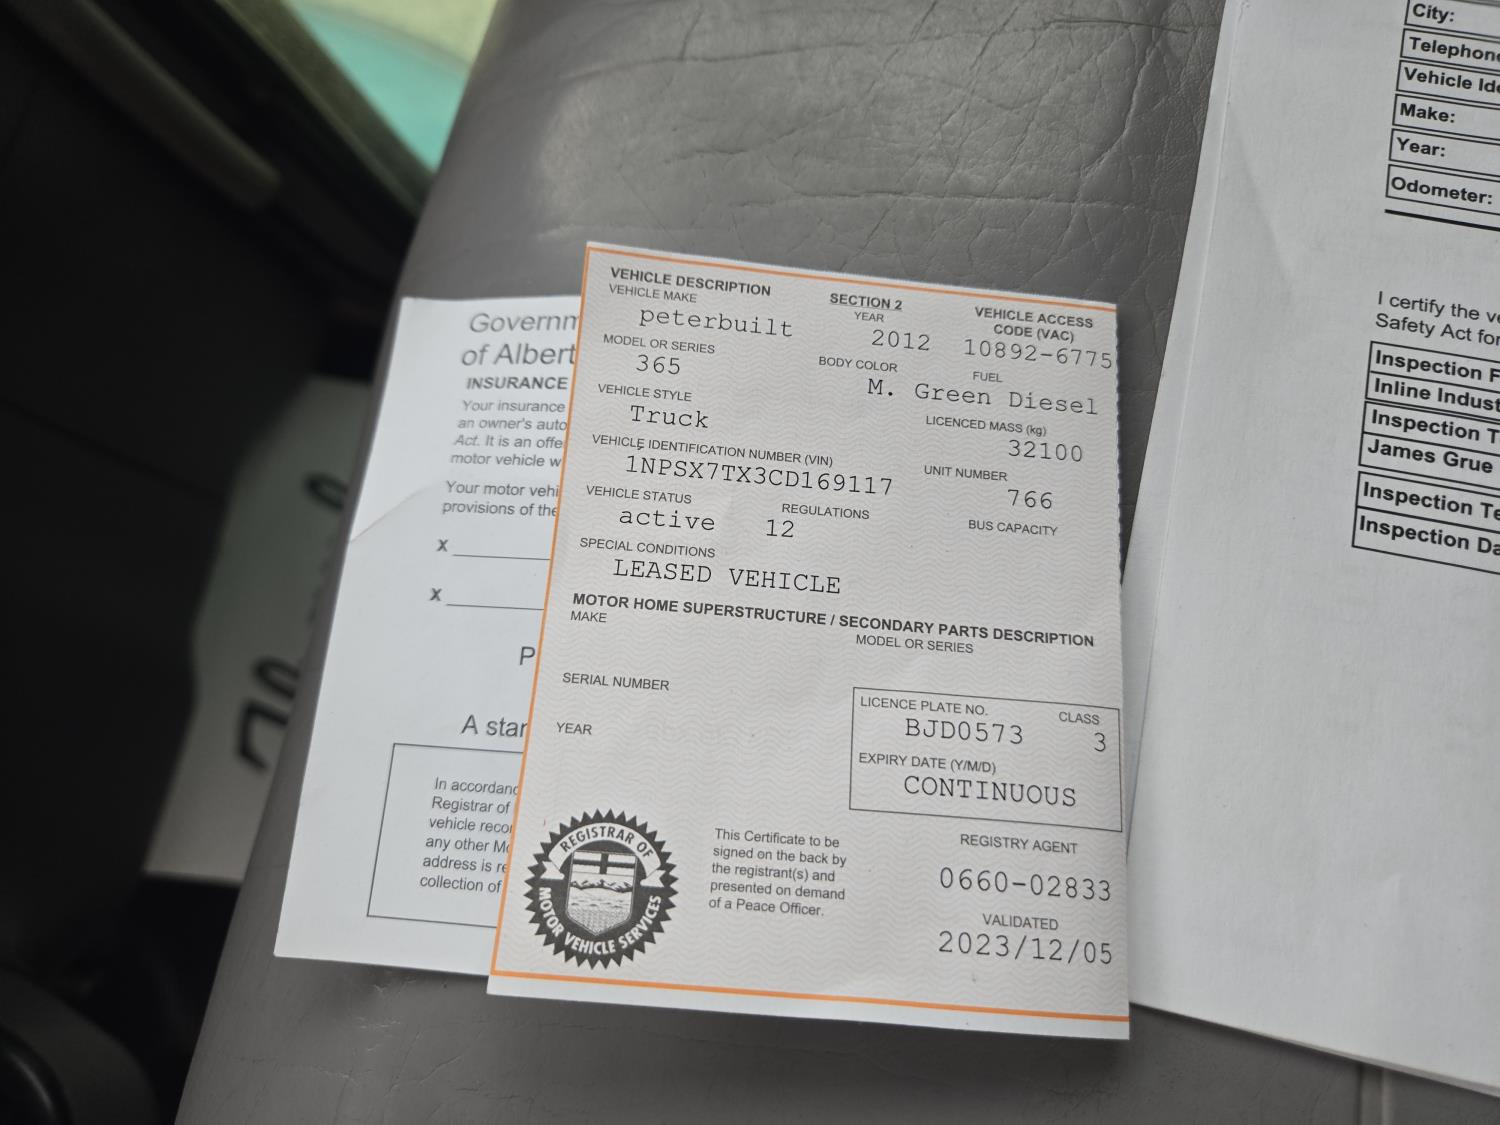 Governm
of Albert
INSURANCE
Your insurance
an owner's auto
Act. It is an offe
motor vehicle w
Your motor vehi
provisions of the
X
X
P
A star
In accordanc
Registrar of
vehicle recor
any other Mo
address is re
collection of
VEHICLE DESCRIPTION
VEHICLE MAKE
peterbuilt
SECTION 2
YEAR
2012
VEHICLE ACCESS
CODE (VAC)
10892-6775
MODEL OR SERIES
365
BODY COLOR
M. Green
FUEL
Diesel
VEHICLE STYLE
Truck
LICENCED MASS (kg)
32100
VEHICLE IDENTIFICATION NUMBER (VIN)
1NPSX7TX3CD169117
UNIT NUMBER
766
VEHICLE STATUS
active
REGULATIONS
12
BUS CAPACITY
SPECIAL CONDITIONS
LEASED VEHICLE
MOTOR HOME SUPERSTRUCTURE / SECONDARY PARTS DESCRIPTION
MAKE
MODEL OR SERIES
SERIAL NUMBER
YEAR
LICENCE PLATE NO.
BJD0573
CLASS
3
EXPIRY DATE (Y/M/D)
CONTINUOUS
REGISTRAR OF
MOTOR VEHICLE SERVICES
This Certificate to be
signed on the back by
the registrant(s) and
presented on demand
of a Peace Officer.
REGISTRY AGENT
0660-02833
VALIDATED
2023/12/05
City:
Telephone
Vehicle Ide
Make:
Year:
Odometer:
I certify the ve
Safety Act for
Inspection F
Inline Indust
Inspection T
James Grue
Inspection Te
Inspection Da